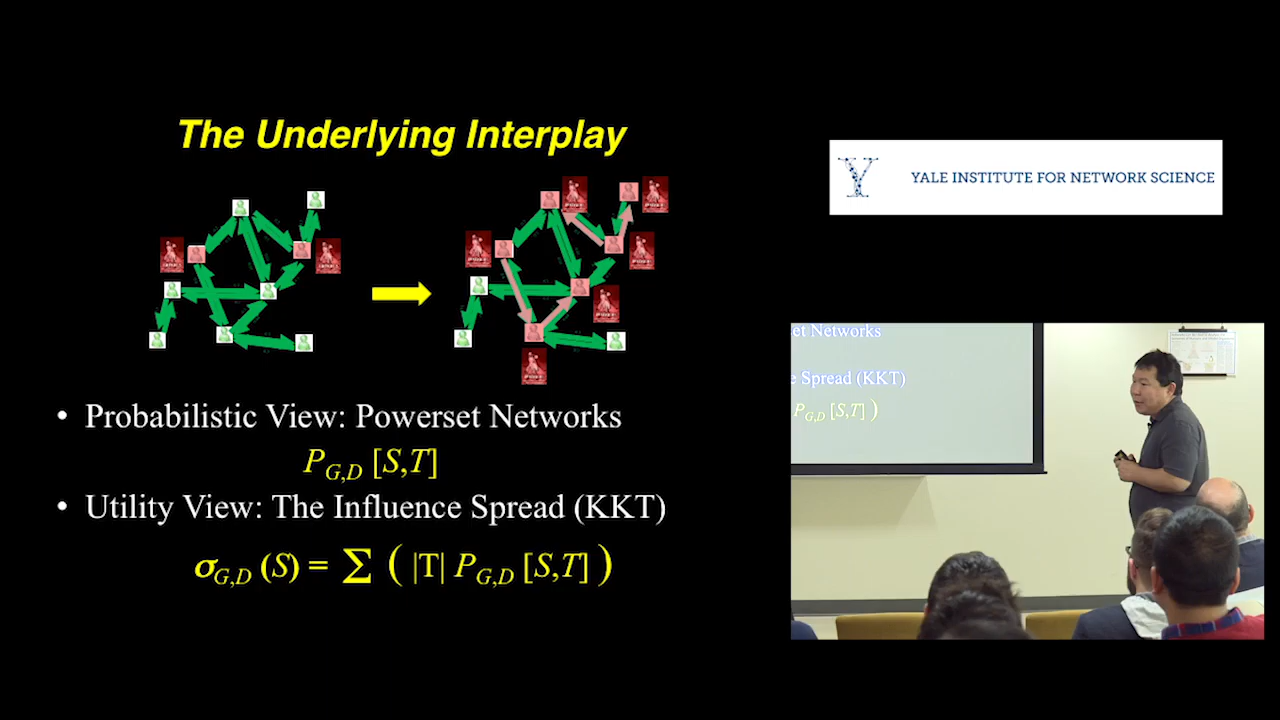 The Underlying Interplay
• Probabilistic View: Powerset Networks
P_{G,D} [S,T]
• Utility View: The Influence Spread (KKT)
σ_{G,D} (S) = ∑ ( |T| P_{G,D} [S,T] )
YALE INSTITUTE FOR NETWORK SCIENCE
et Networks
e Spread (KKT)
P_{G,D} [S,T] )